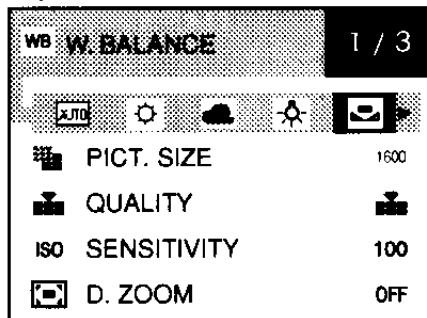 WB W. BALANCE 1 / 3
AUTO
PICT. SIZE 1600
QUALITY
ISO SENSITIVITY 100
D. ZOOM OFF